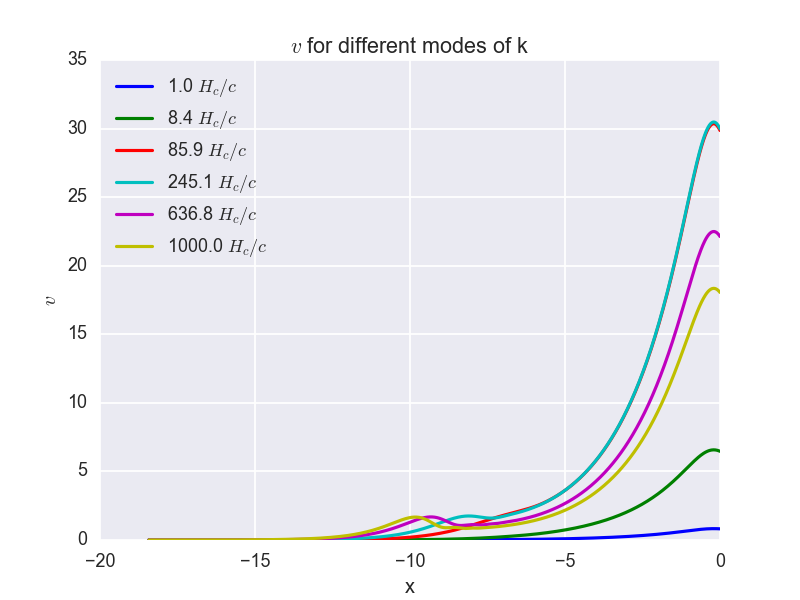 v for different modes of k
35
30
25
20
15
10
5
0
v
1.0 H_c/c
8.4 H_c/c
85.9 H_c/c
245.1 H_c/c
636.8 H_c/c
1000.0 H_c/c
−20 −15 −10 −5 0
x